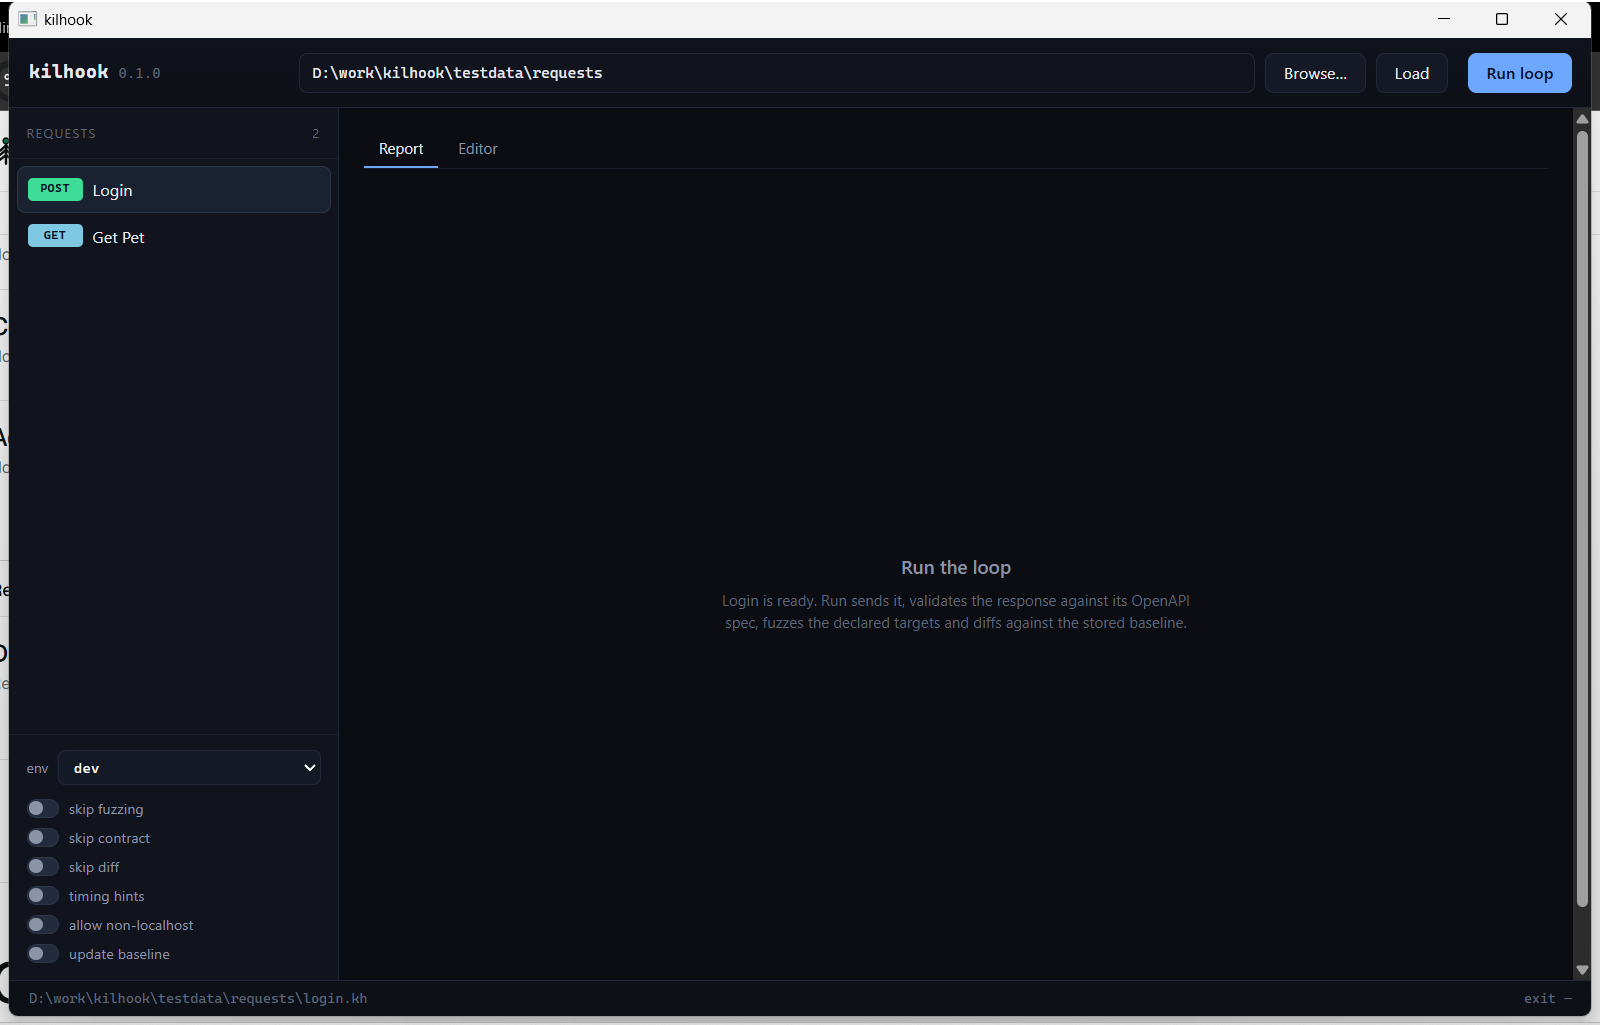 kilhook
kilhook 0.1.0
D:\work\kilhook\testdata\requests
Browse...
Load
Run loop
REQUESTS 2
POST Login
GET Get Pet
Report
Editor
Run the loop
Login is ready. Run sends it, validates the response against its OpenAPI
spec, fuzzes the declared targets and diffs against the stored baseline.
env dev
skip fuzzing
skip contract
skip diff
timing hints
allow non-localhost
update baseline
D:\work\kilhook\testdata\requests\login.kh
exit —